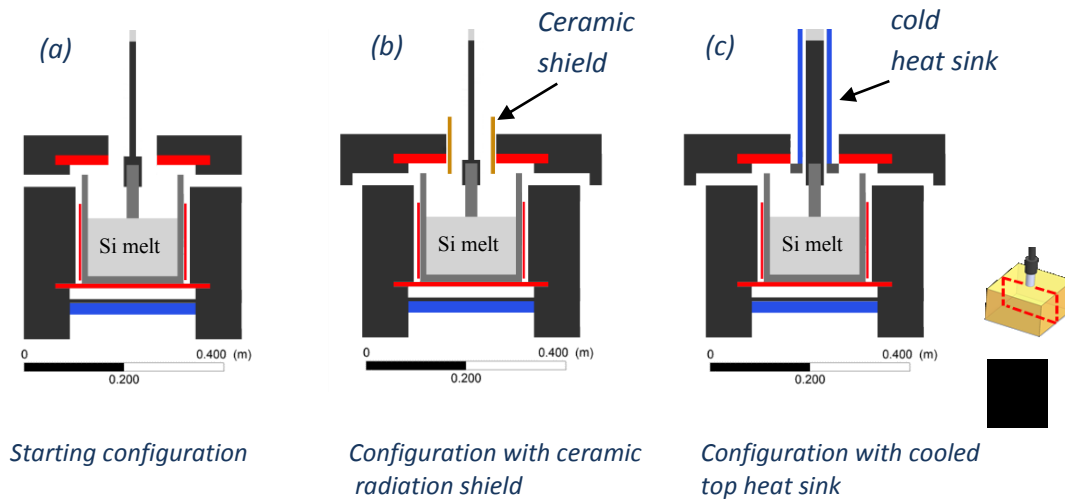 (a)
Si melt
0
0.400 (m)
0.200
Starting configuration
(b)
Ceramic
shield
Si melt
0
0.400 (m)
0.200
Configuration with ceramic
radiation shield
(c)
cold
heat sink
Si melt
0
0.400 (m)
0.200
Configuration with cooled
top heat sink